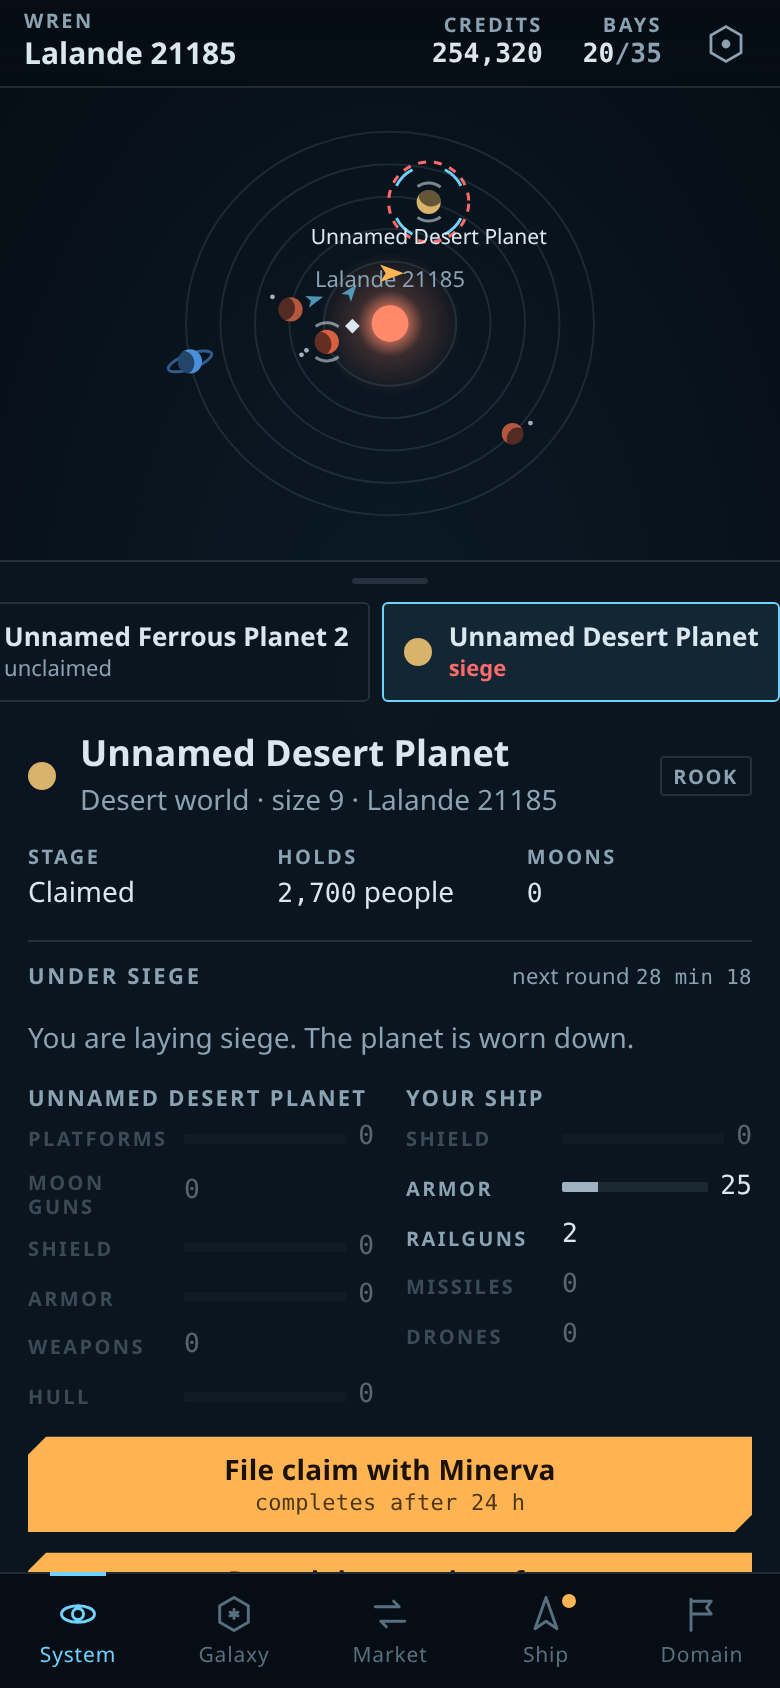 WREN
Lalande 21185
CREDITS
254,320
BAYS
20/35
Unnamed Desert Planet
Lalande 21185
Unnamed Ferrous Planet 2
unclaimed
Unnamed Desert Planet
siege
Unnamed Desert Planet
Desert world · size 9 · Lalande 21185
ROOK
STAGE
Claimed
HOLDS
2,700 people
MOONS
0
UNDER SIEGE
next round 28 min 18
You are laying siege. The planet is worn down.
UNNAMED DESERT PLANET
PLATFORMS 0
MOON
GUNS 0
SHIELD 0
ARMOR 0
WEAPONS 0
HULL 0
YOUR SHIP
SHIELD 0
ARMOR 25
RAILGUNS 2
MISSILES 0
DRONES 0
File claim with Minerva
completes after 24 h
System
Galaxy
Market
Ship
Domain